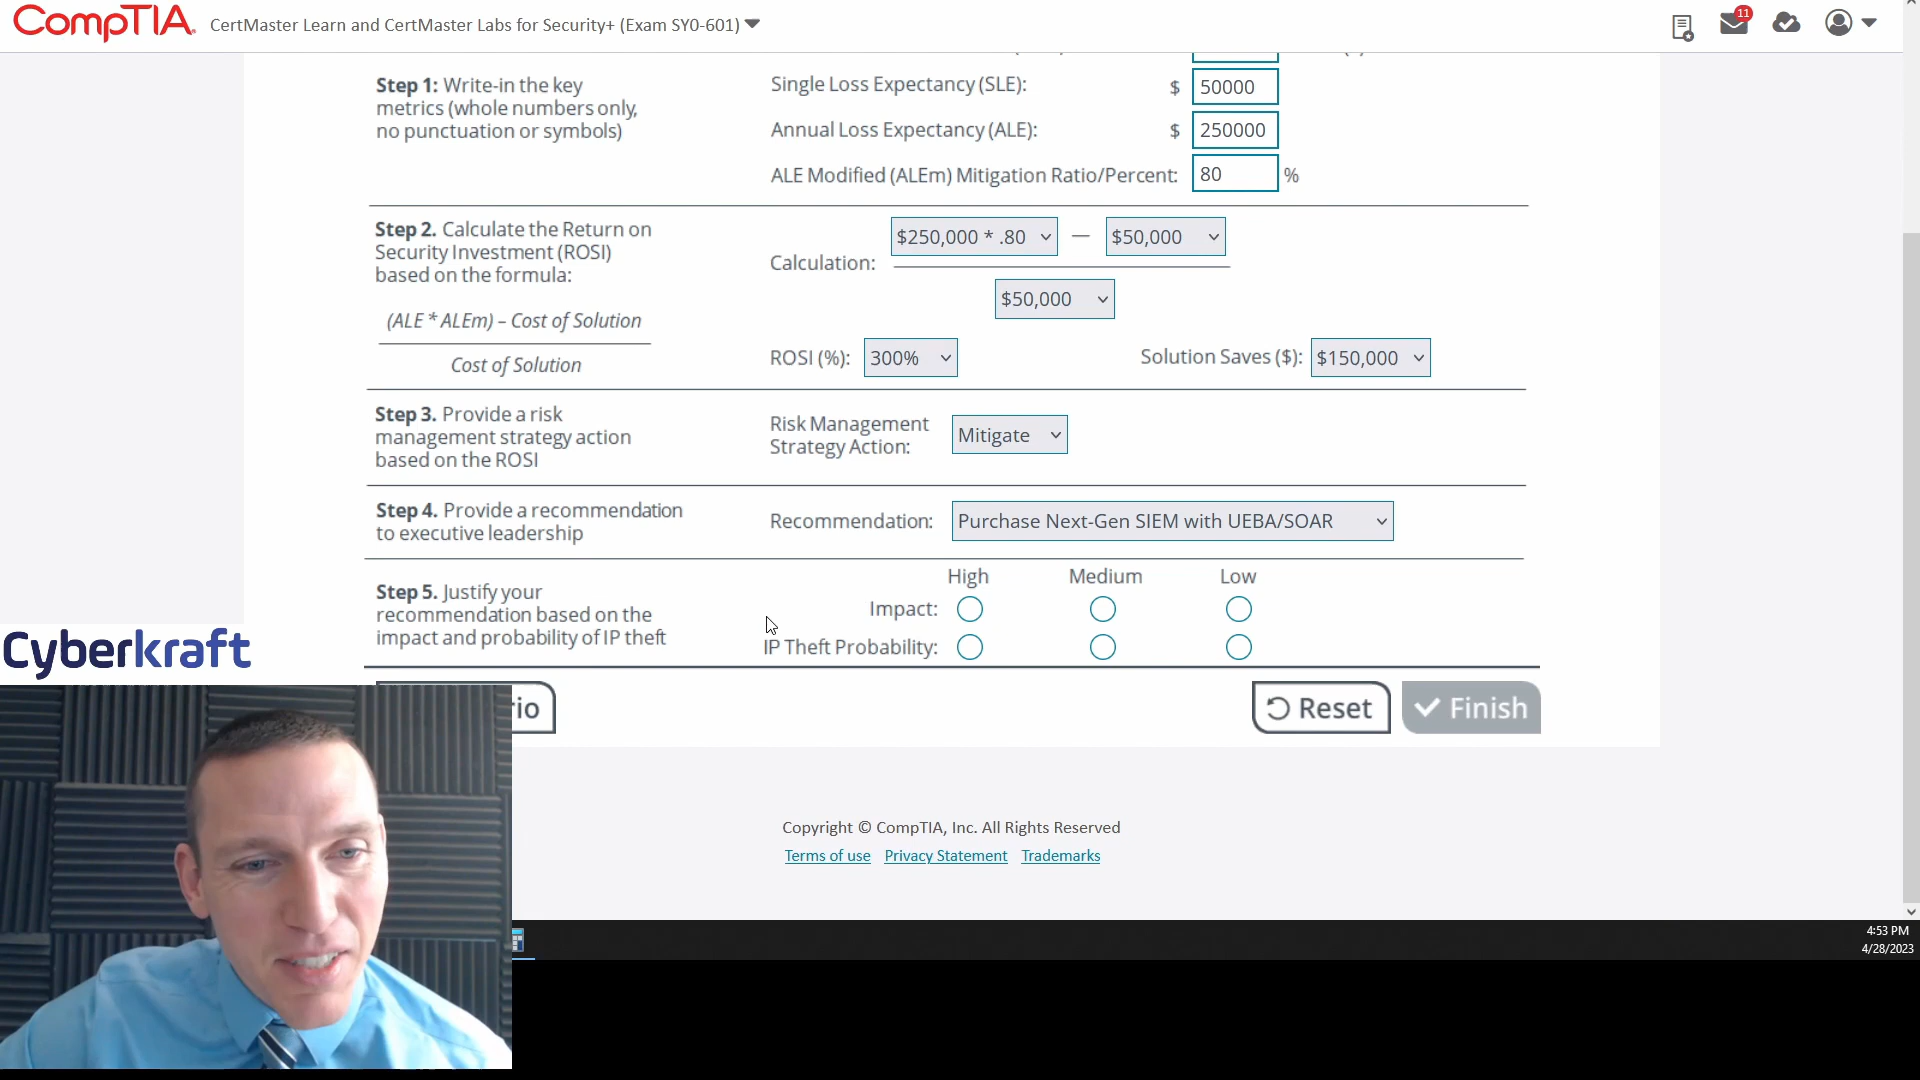 CompTIA.
CertMaster Learn and CertMaster Labs for Security+ (Exam SY0-601)
11
Step 1: Write-in the key
metrics (whole numbers only,
no punctuation or symbols)
Single Loss Expectancy (SLE):
$ 50000
Annual Loss Expectancy (ALE):
$ 250000
ALE Modified (ALEm) Mitigation Ratio/Percent:
80 %
Step 2. Calculate the Return on
Security Investment (ROSI)
based on the formula:
(ALE * ALEm) – Cost of Solution
Cost of Solution
Calculation:
$250,000 * .80 — $50,000
$50,000
ROSI (%): 300%
Solution Saves ($): $150,000
Step 3. Provide a risk
management strategy action
based on the ROSI
Risk Management
Strategy Action:
Mitigate
Step 4. Provide a recommendation
to executive leadership
Recommendation: Purchase Next-Gen SIEM with UEBA/SOAR
Step 5. Justify your
recommendation based on the
impact and probability of IP theft
High Medium Low
Impact:
IP Theft Probability:
Cyberkraft
rio
Reset
Finish
Copyright © CompTIA, Inc. All Rights Reserved
Terms of use Privacy Statement Trademarks
4:53 PM
4/28/2023